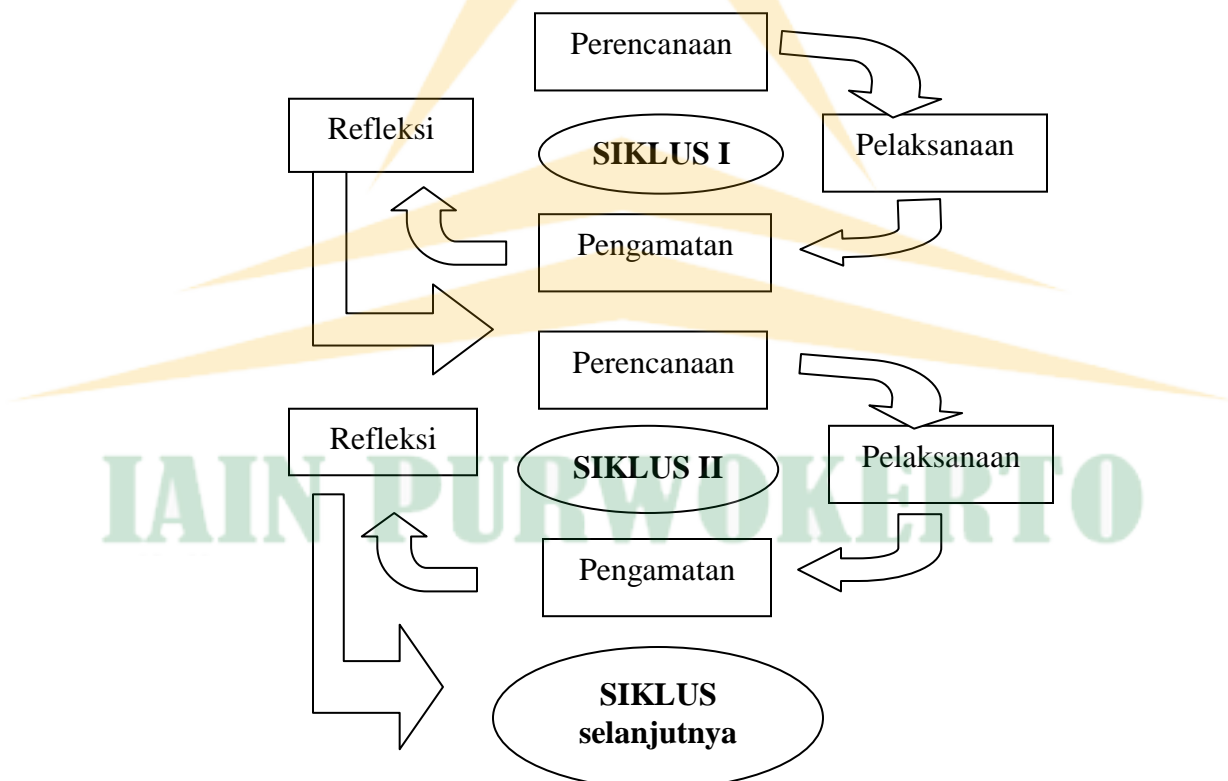 Perencanaan
Refleksi
SIKLUS I
Pelaksanaan
Pengamatan
Perencanaan
Refleksi
SIKLUS II
Pelaksanaan
IAIN PURWOKERTO
Pengamatan
SIKLUS
selanjutnya